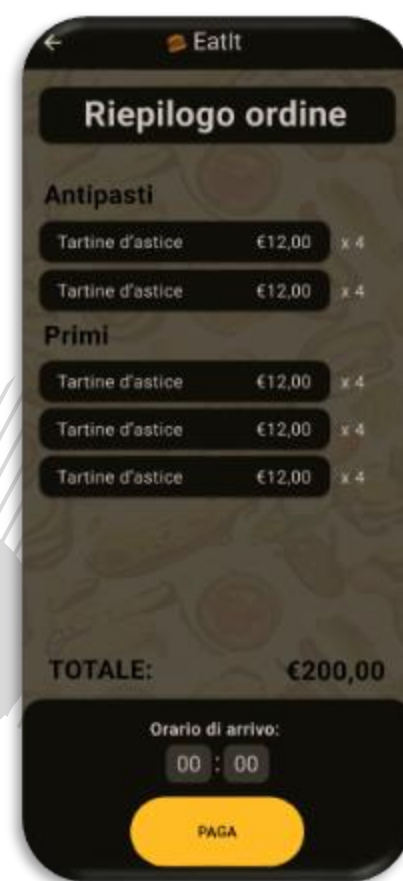 EatIt
Riepilogo ordine
Antipasti
Tartine d'astice €12,00 x 4
Tartine d'astice €12,00 x 4
Primi
Tartine d'astice €12,00 x 4
Tartine d'astice €12,00 x 4
Tartine d'astice €12,00 x 4
TOTALE: €200,00
Orario di arrivo:
00 : 00
PAGA